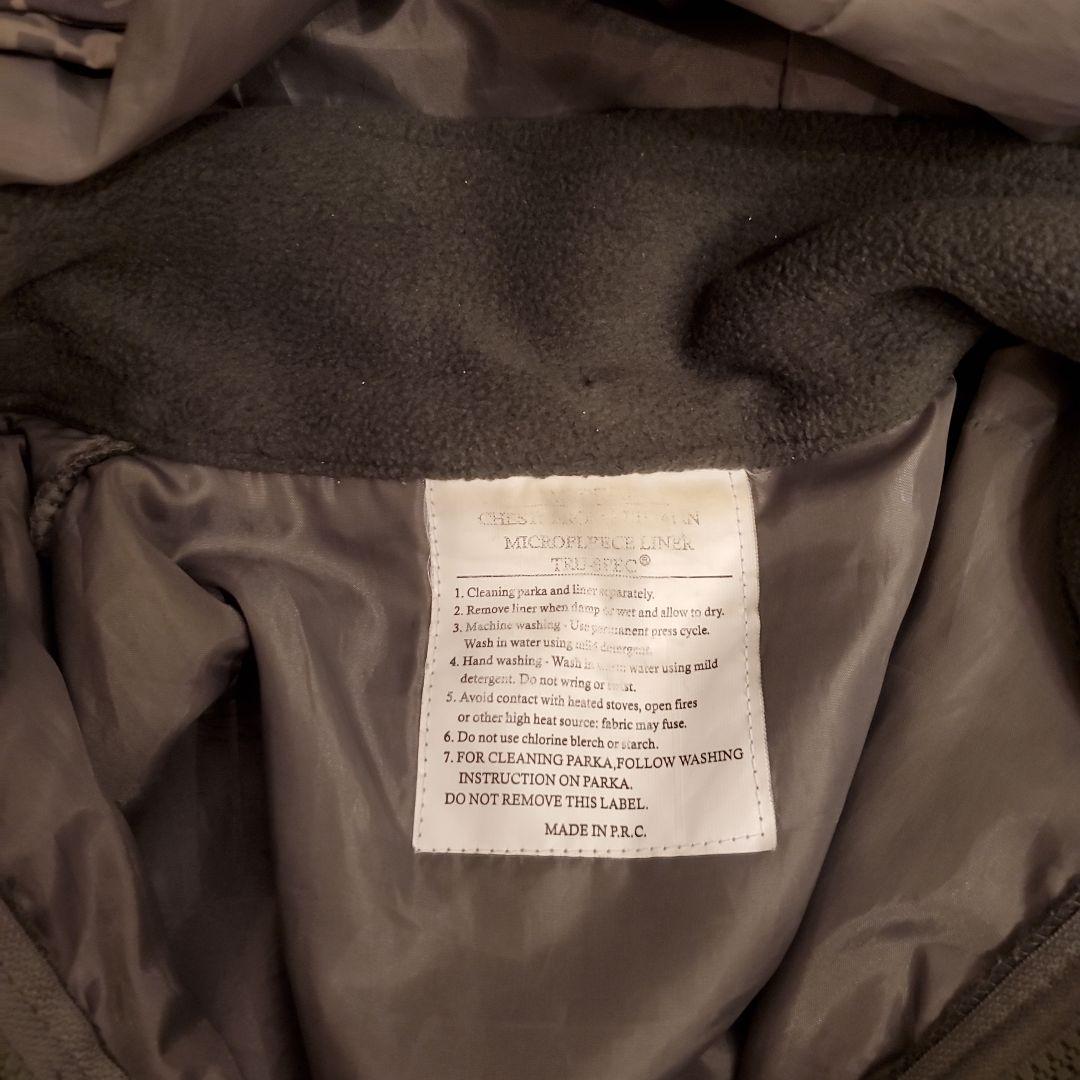 MICROFLEECE LINER
TRU-SPEC®
1. Cleaning parka and liner separately.
2. Remove liner when damp or wet and allow to dry.
3. Machine washing - Use permanent press cycle.
Wash in water using mild detergent.
4. Hand washing - Wash in warm water using mild
detergent. Do not wring or twist.
5. Avoid contact with heated stoves, open fires
or other high heat source: fabric may fuse.
6. Do not use chlorine blerch or starch.
7. FOR CLEANING PARKA,FOLLOW WASHING
INSTRUCTION ON PARKA.
DO NOT REMOVE THIS LABEL.
MADE IN P.R.C.